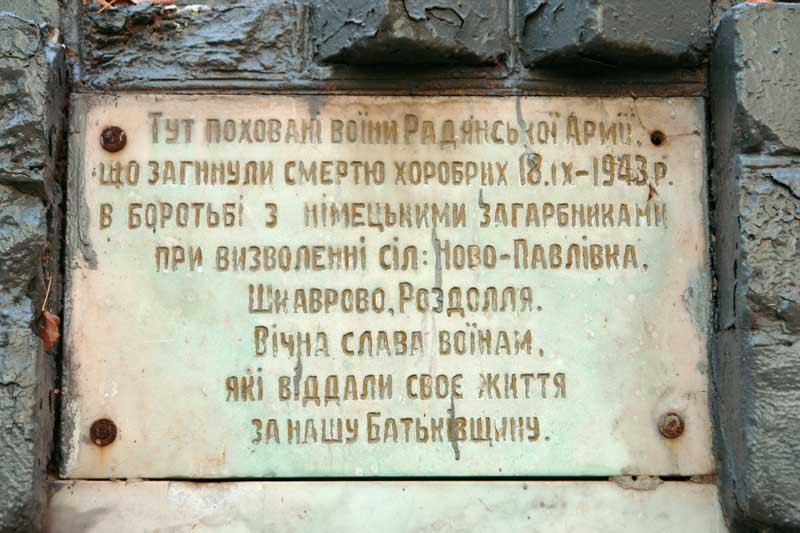 Тут поховані воїни Радянської Армії,
що загинули смертю хоробрих 18.IX-1943 р.
в боротьбі з німецькими загарбниками
при визволенні сіл: Ново-Павлівка,
Шкаврово, Роздолля.
Вічна слава воїнам,
які віддали своє життя
за нашу Батьківщину.